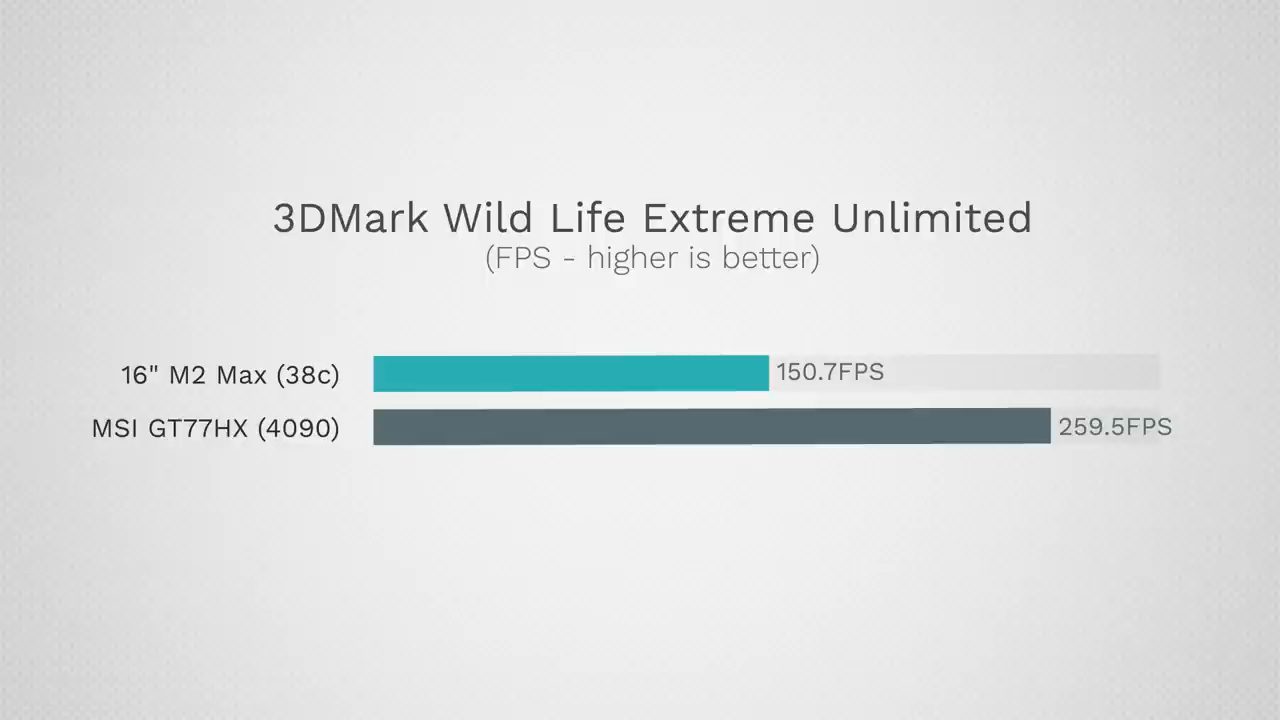 3DMark Wild Life Extreme Unlimited
(FPS - higher is better)
16" M2 Max (38c) 150.7FPS
MSI GT77HX (4090) 259.5FPS